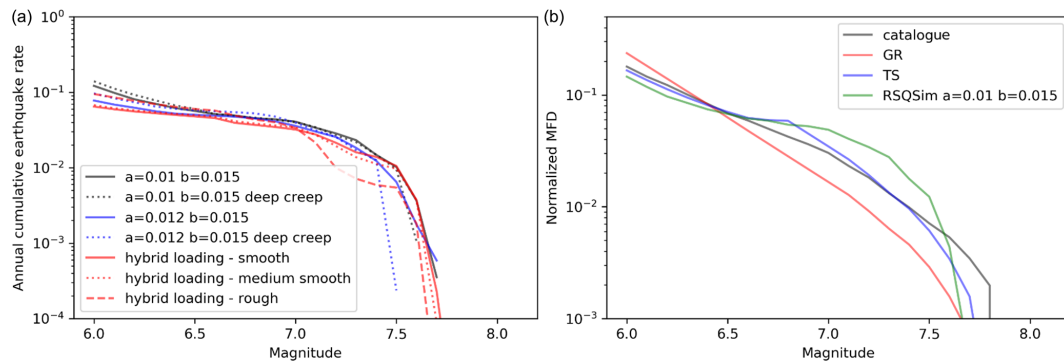 (a)
Annual cumulative earthquake rate
10⁰
10⁻¹
10⁻²
10⁻³
10⁻⁴
a=0.01 b=0.015
a=0.01 b=0.015 deep creep
a=0.012 b=0.015
a=0.012 b=0.015 deep creep
hybrid loading - smooth
hybrid loading - medium smooth
hybrid loading - rough
6.0 6.5 7.0 7.5 8.0
Magnitude
(b)
Normalized MFD
10⁻¹
10⁻²
10⁻³
catalogue
GR
TS
RSQSim a=0.01 b=0.015
6.0 6.5 7.0 7.5 8.0
Magnitude